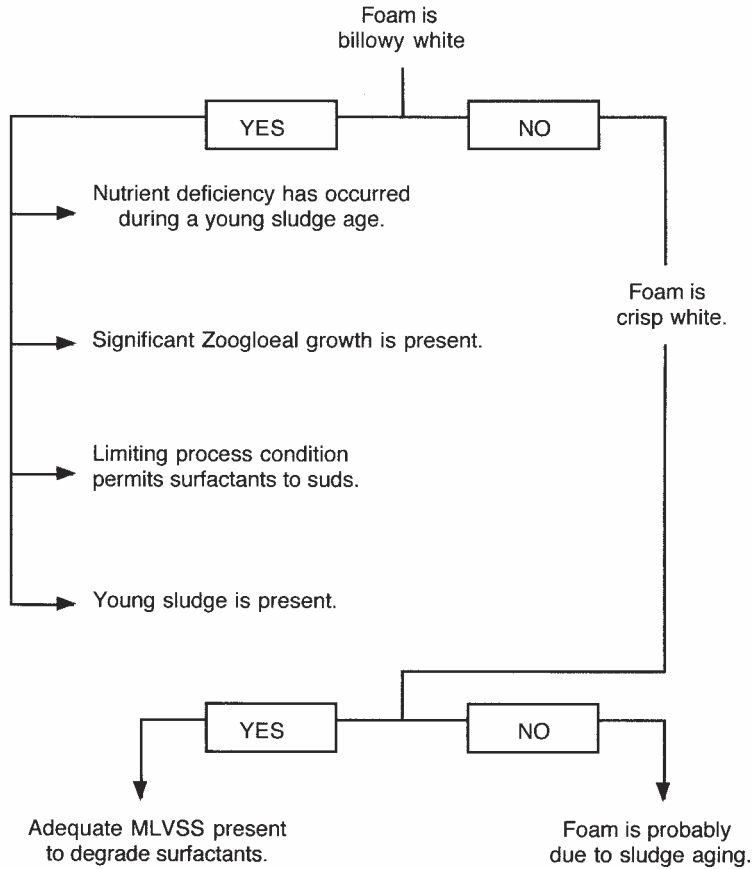 Foam is
billowy white
YES
NO
Nutrient deficiency has occurred
during a young sludge age.
Foam is
crisp white.
Significant Zoogloeal growth is present.
Limiting process condition
permits surfactants to suds.
Young sludge is present.
YES
NO
Adequate MLVSS present
to degrade surfactants.
Foam is probably
due to sludge aging.